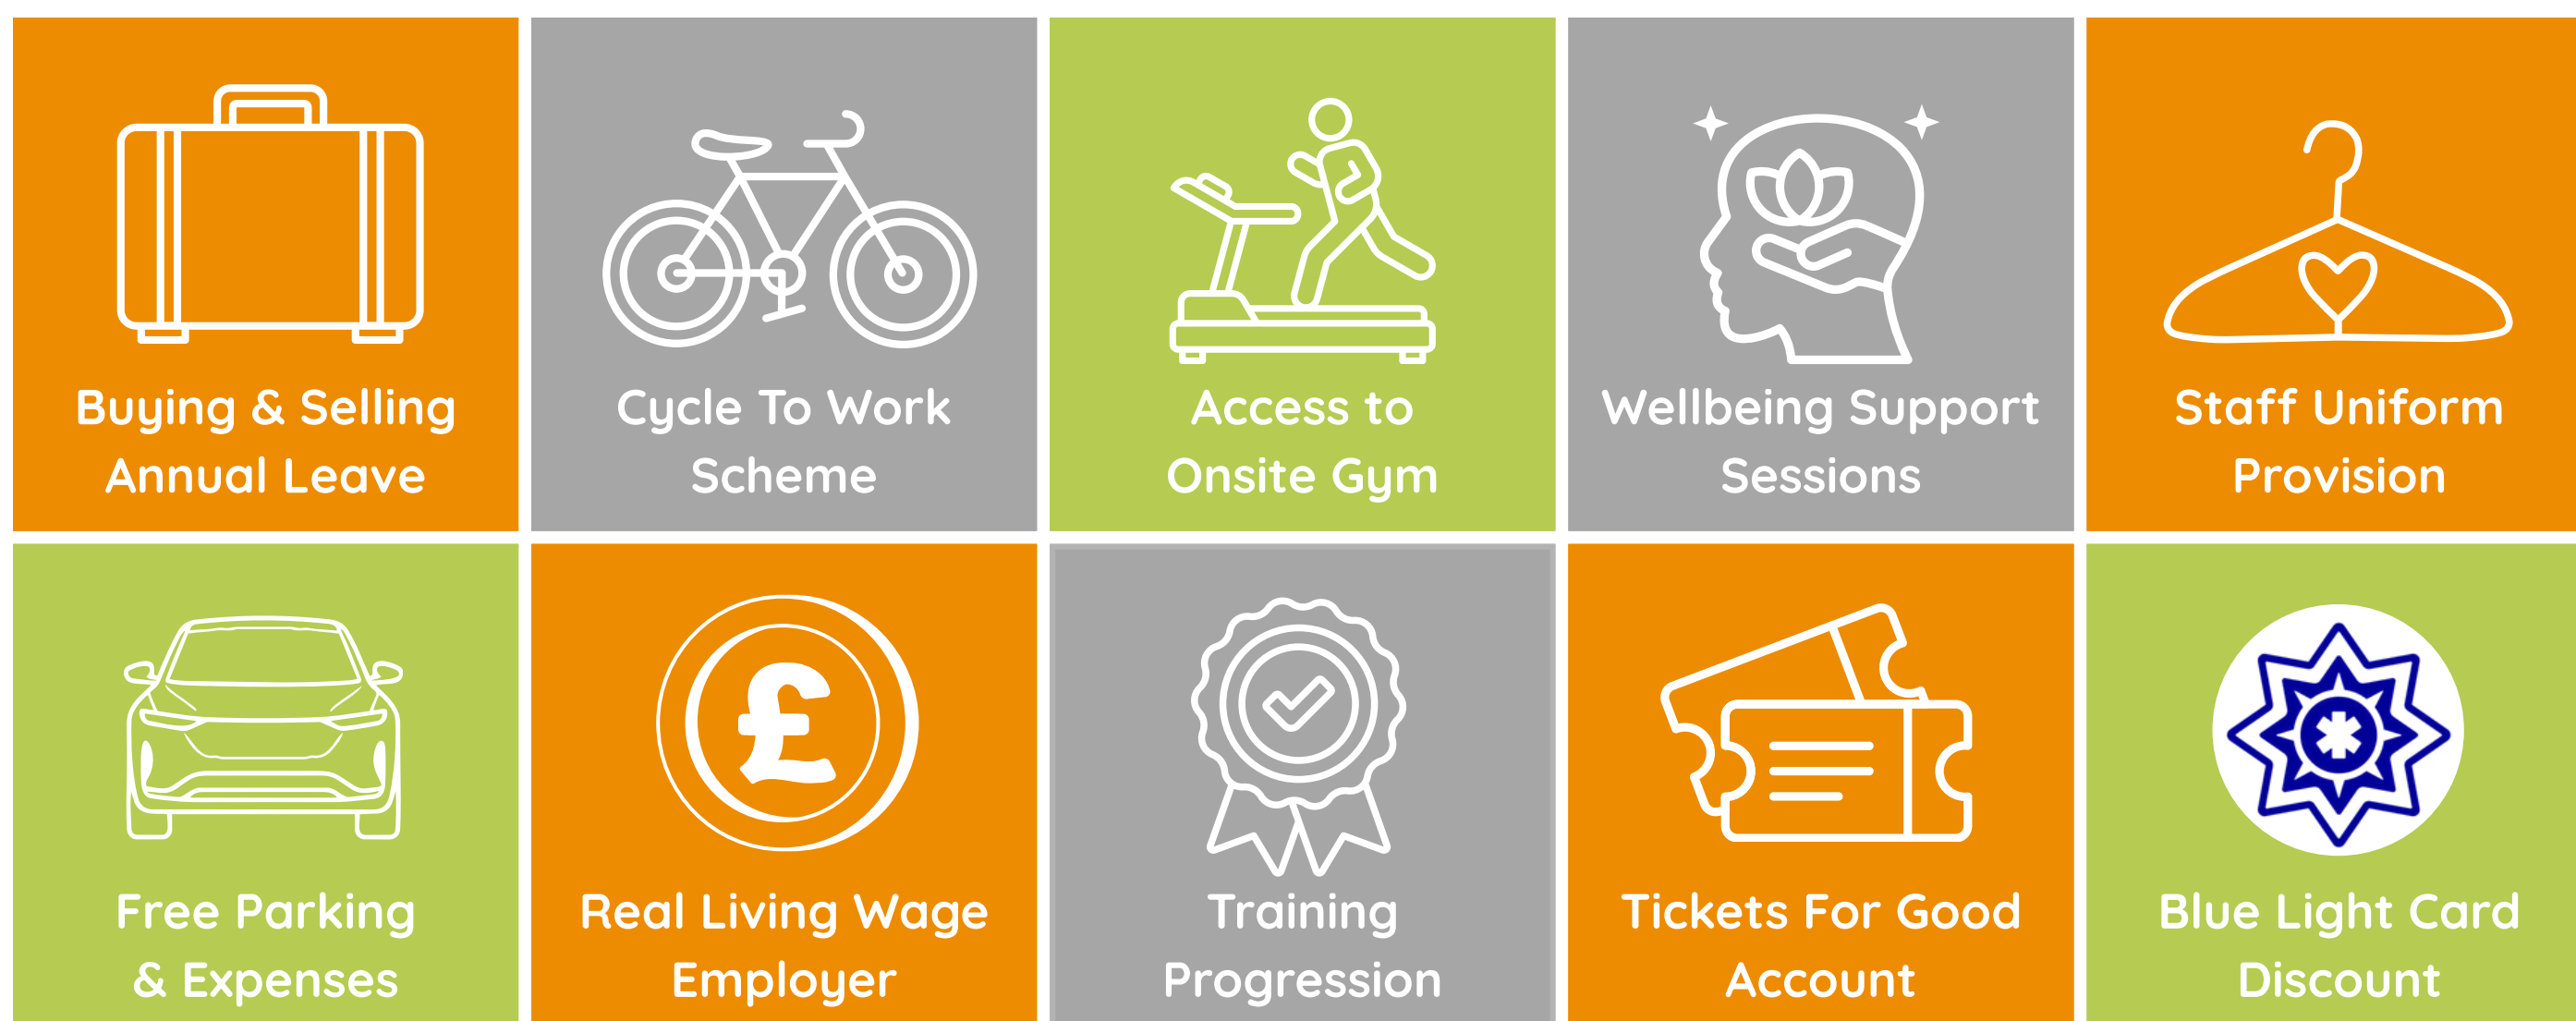 Buying & Selling
Annual Leave
Cycle To Work
Scheme
Access to
Onsite Gym
Wellbeing Support
Sessions
Staff Uniform
Provision
Free Parking
& Expenses
£
Real Living Wage
Employer
Training
Progression
Tickets For Good
Account
Blue Light Card
Discount